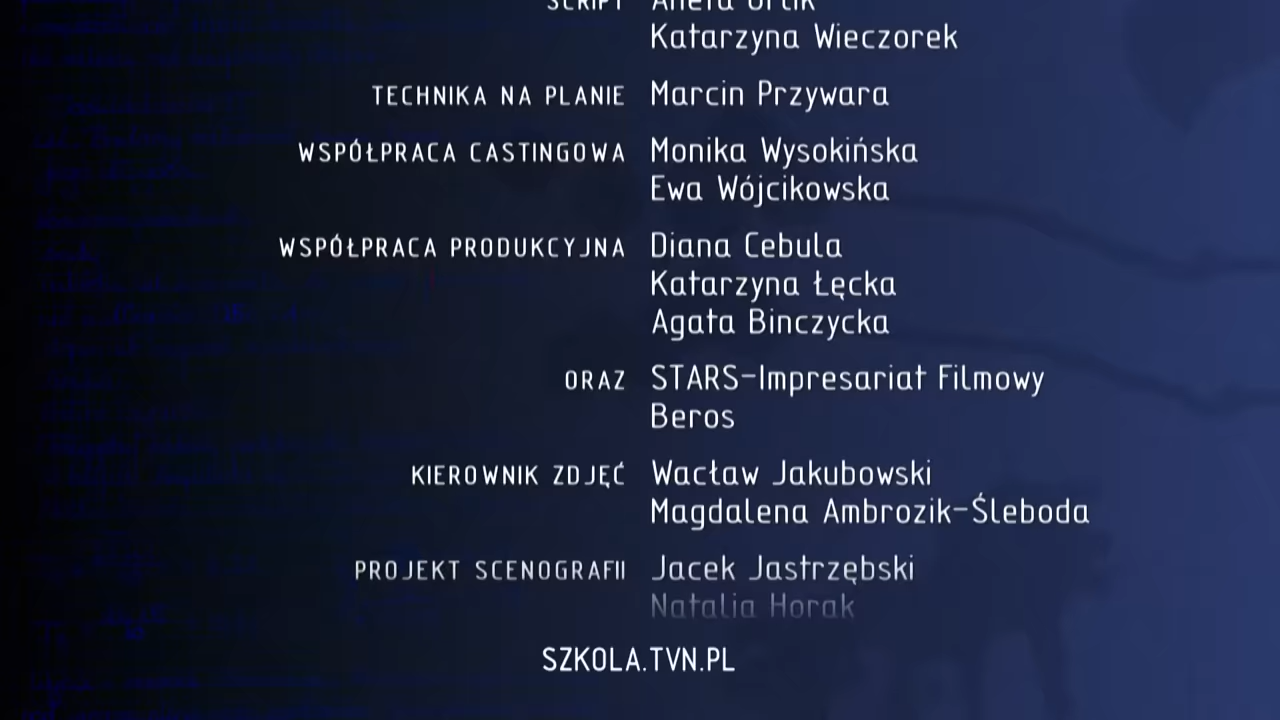 SCRIPT
Katarzyna Wieczorek
TECHNIKA NA PLANIE Marcin Przywara
WSPÓŁPRACA CASTINGOWA Monika Wysokińska
Ewa Wójcikowska
WSPÓŁPRACA PRODUKCYJNA Diana Cebula
Katarzyna Łęcka
Agata Binczycka
ORAZ STARS-Impresariat Filmowy
Beros
KIEROWNIK ZDJĘĆ Wacław Jakubowski
Magdalena Ambrozik-Śleboda
PROJEKT SCENOGRAFII Jacek Jastrzębski
Natalia Horak
SZKOLA.TVN.PL